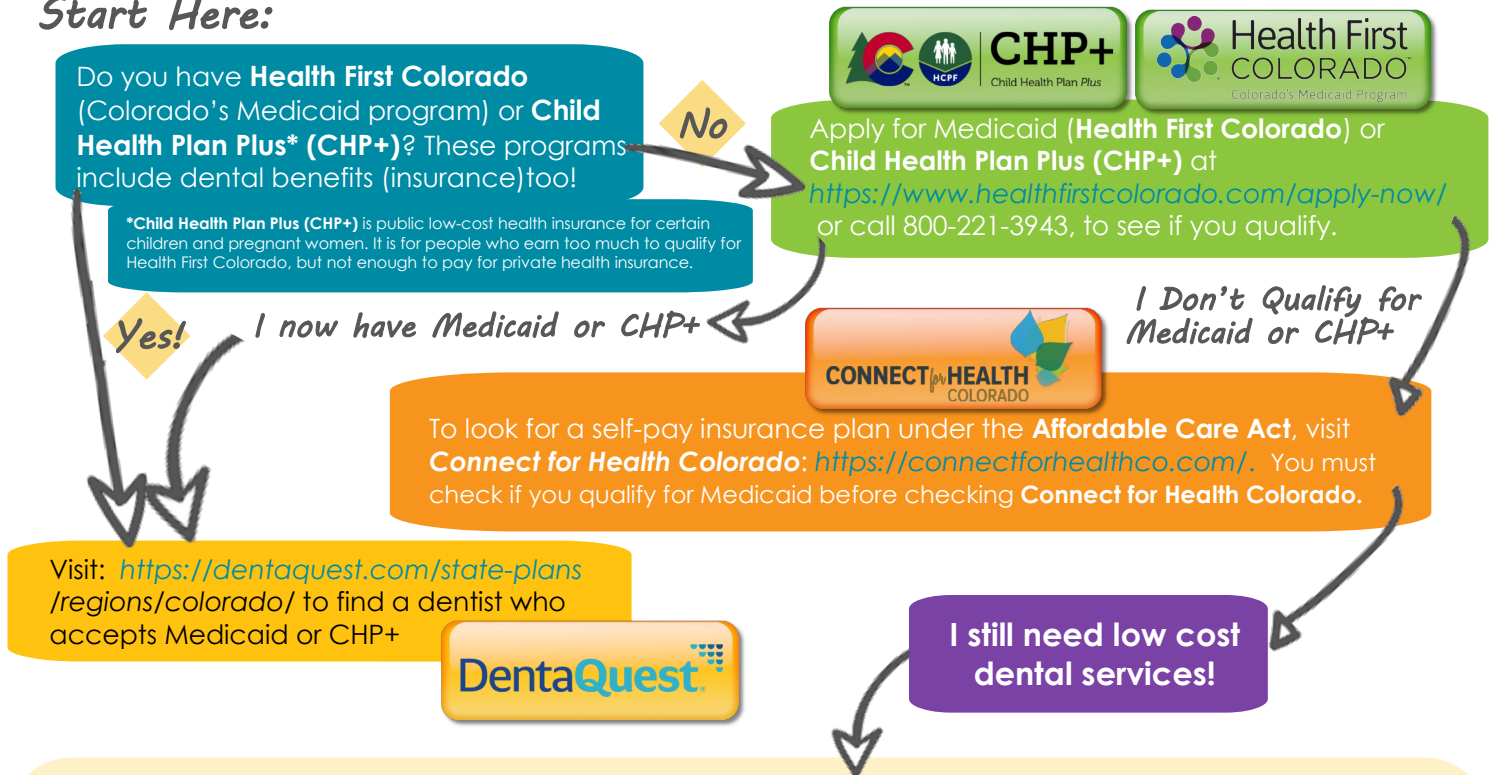 Start Here:
Do you have Health First Colorado
(Colorado's Medicaid program) or Child
Health Plan Plus* (CHP+)? These programs
include dental benefits (insurance)too!
*Child Health Plan Plus (CHP+) is public low-cost health insurance for certain
children and pregnant women. It is for people who earn too much to qualify for
Health First Colorado, but not enough to pay for private health insurance.
No
HCPF
CHP+
Child Health Plan Plus
Health First
COLORADO™
Colorado's Medicaid Program
Apply for Medicaid (Health First Colorado) or
Child Health Plan Plus (CHP+) at
https://www.healthfirstcolorado.com/apply-now/
or call 800-221-3943, to see if you qualify.
Yes!
I now have Medicaid or CHP+
I Don't Qualify for
Medicaid or CHP+
CONNECT for HEALTH
COLORADO
To look for a self-pay insurance plan under the Affordable Care Act, visit
Connect for Health Colorado: https://connectforhealthco.com/. You must
check if you qualify for Medicaid before checking Connect for Health Colorado.
Visit: https://dentaquest.com/state-plans
/regions/colorado/ to find a dentist who
accepts Medicaid or CHP+
DentaQuest®
I still need low cost
dental services!